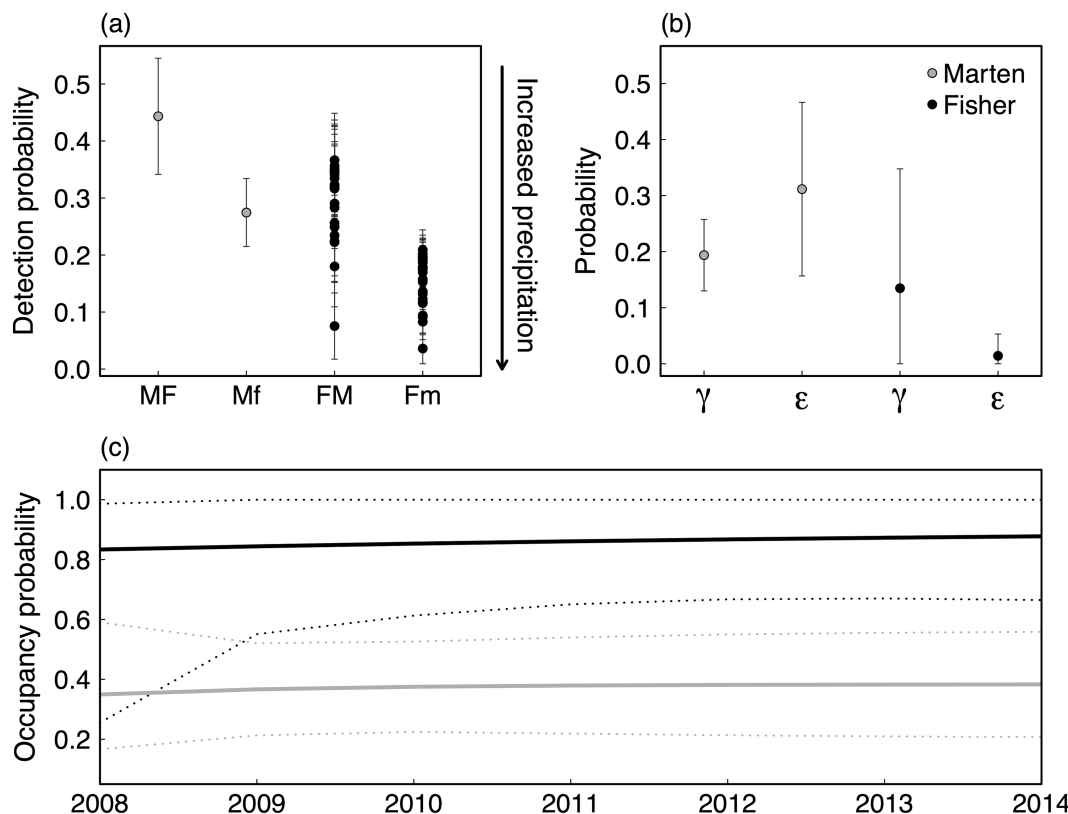 (a)
Detection probability
0.5
0.4
0.3
0.2
0.1
0.0
MF Mf FM Fm
Increased precipitation
(b)
Probability
0.5
0.4
0.3
0.2
0.1
0.0
Marten
Fisher
γ ε γ ε
(c)
Occupancy probability
1.0
0.8
0.6
0.4
0.2
2008 2009 2010 2011 2012 2013 2014